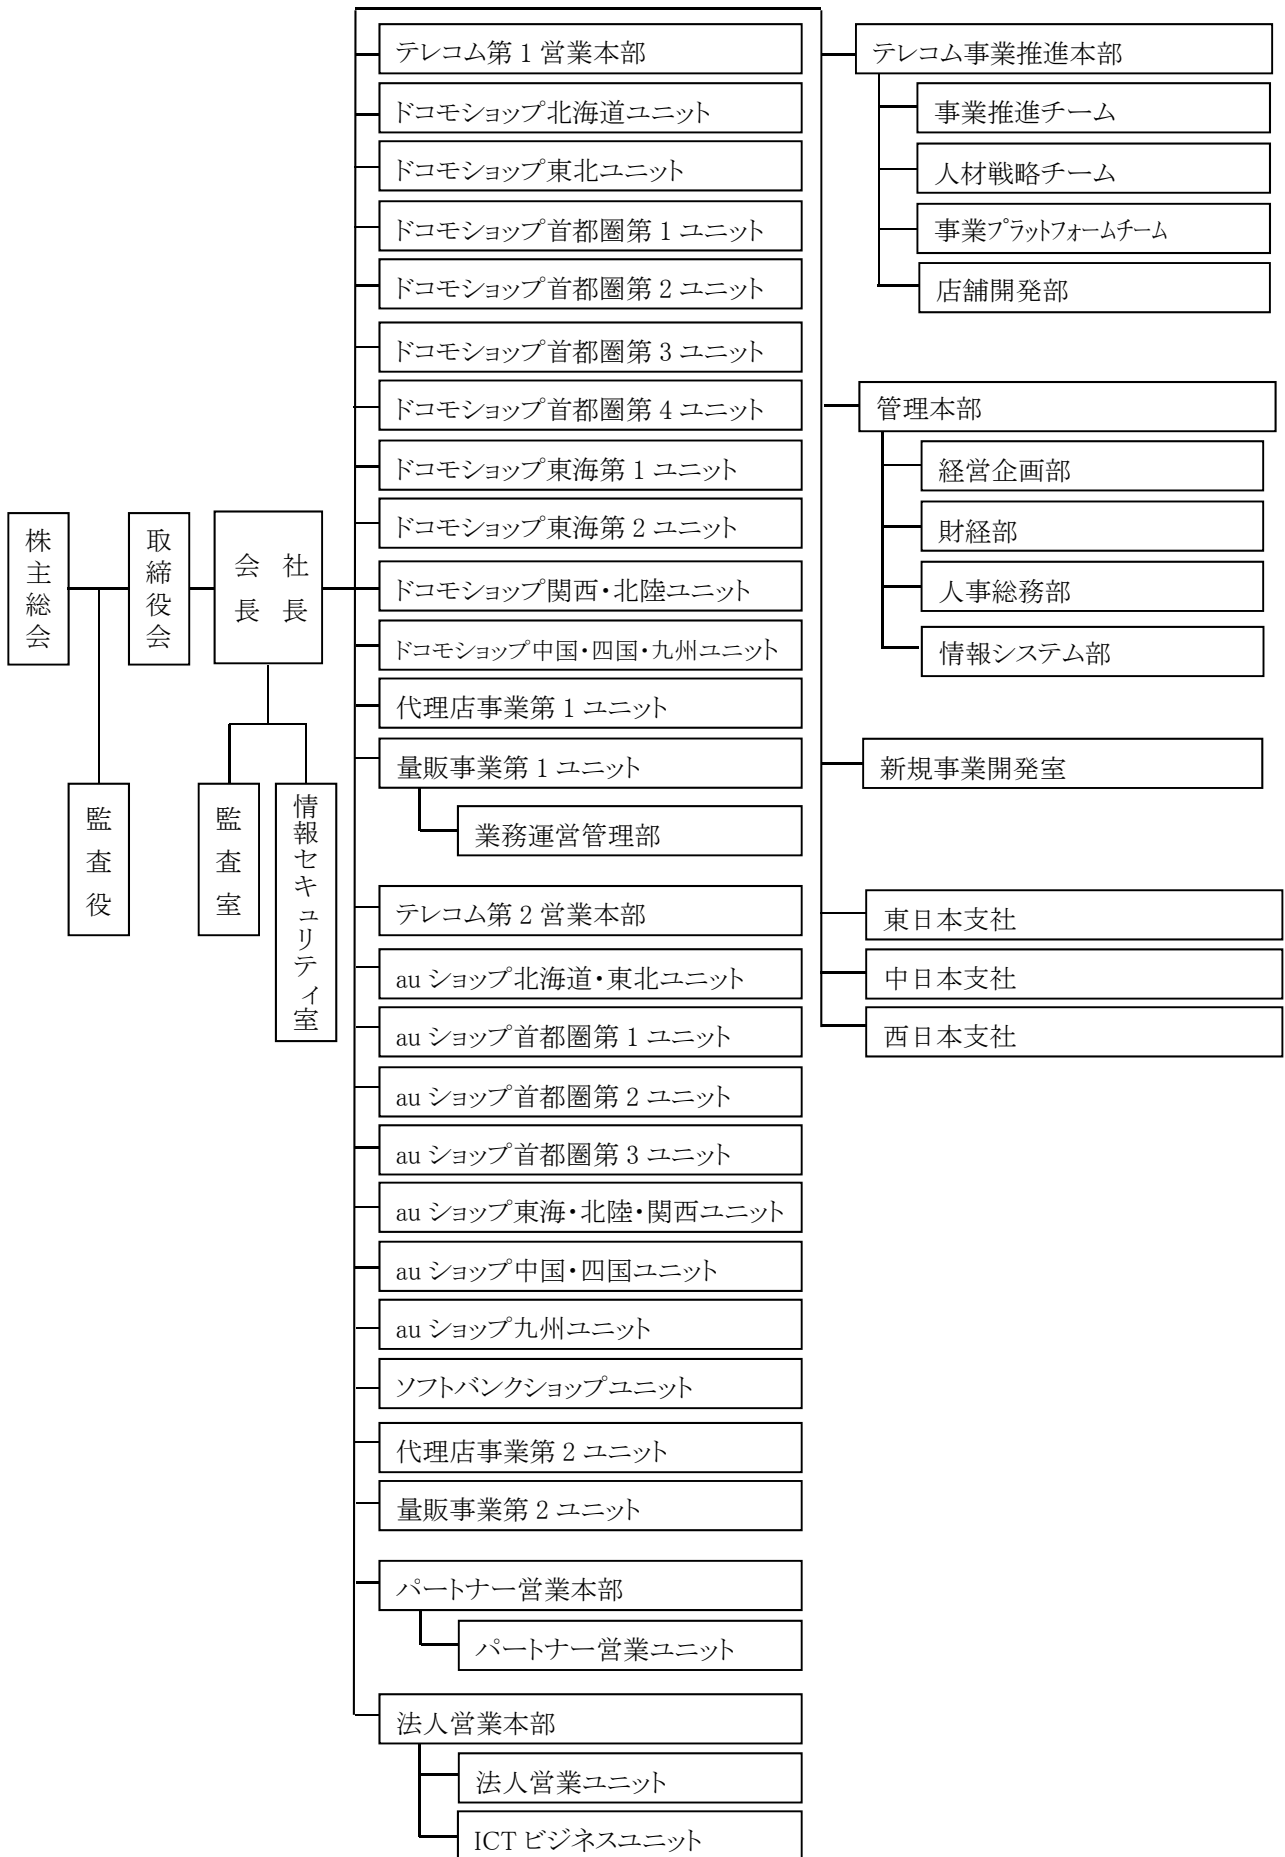 株主総会
取締役会
会長
社長
監査役
監査室
情報セキュリティ室
テレコム第1営業本部
ドコモショップ北海道ユニット
ドコモショップ東北ユニット
ドコモショップ首都圏第1ユニット
ドコモショップ首都圏第2ユニット
ドコモショップ首都圏第3ユニット
ドコモショップ首都圏第4ユニット
ドコモショップ東海第1ユニット
ドコモショップ東海第2ユニット
ドコモショップ関西・北陸ユニット
ドコモショップ中国・四国・九州ユニット
代理店事業第1ユニット
量販事業第1ユニット
業務運営管理部
テレコム第2営業本部
auショップ北海道・東北ユニット
auショップ首都圏第1ユニット
auショップ首都圏第2ユニット
auショップ首都圏第3ユニット
auショップ東海・北陸・関西ユニット
auショップ中国・四国ユニット
auショップ九州ユニット
ソフトバンクショップユニット
代理店事業第2ユニット
量販事業第2ユニット
パートナー営業本部
パートナー営業ユニット
法人営業本部
法人営業ユニット
ICTビジネスユニット
テレコム事業推進本部
事業推進チーム
人材戦略チーム
事業プラットフォームチーム
店舗開発部
管理本部
経営企画部
財経部
人事総務部
情報システム部
新規事業開発室
東日本支社
中日本支社
西日本支社